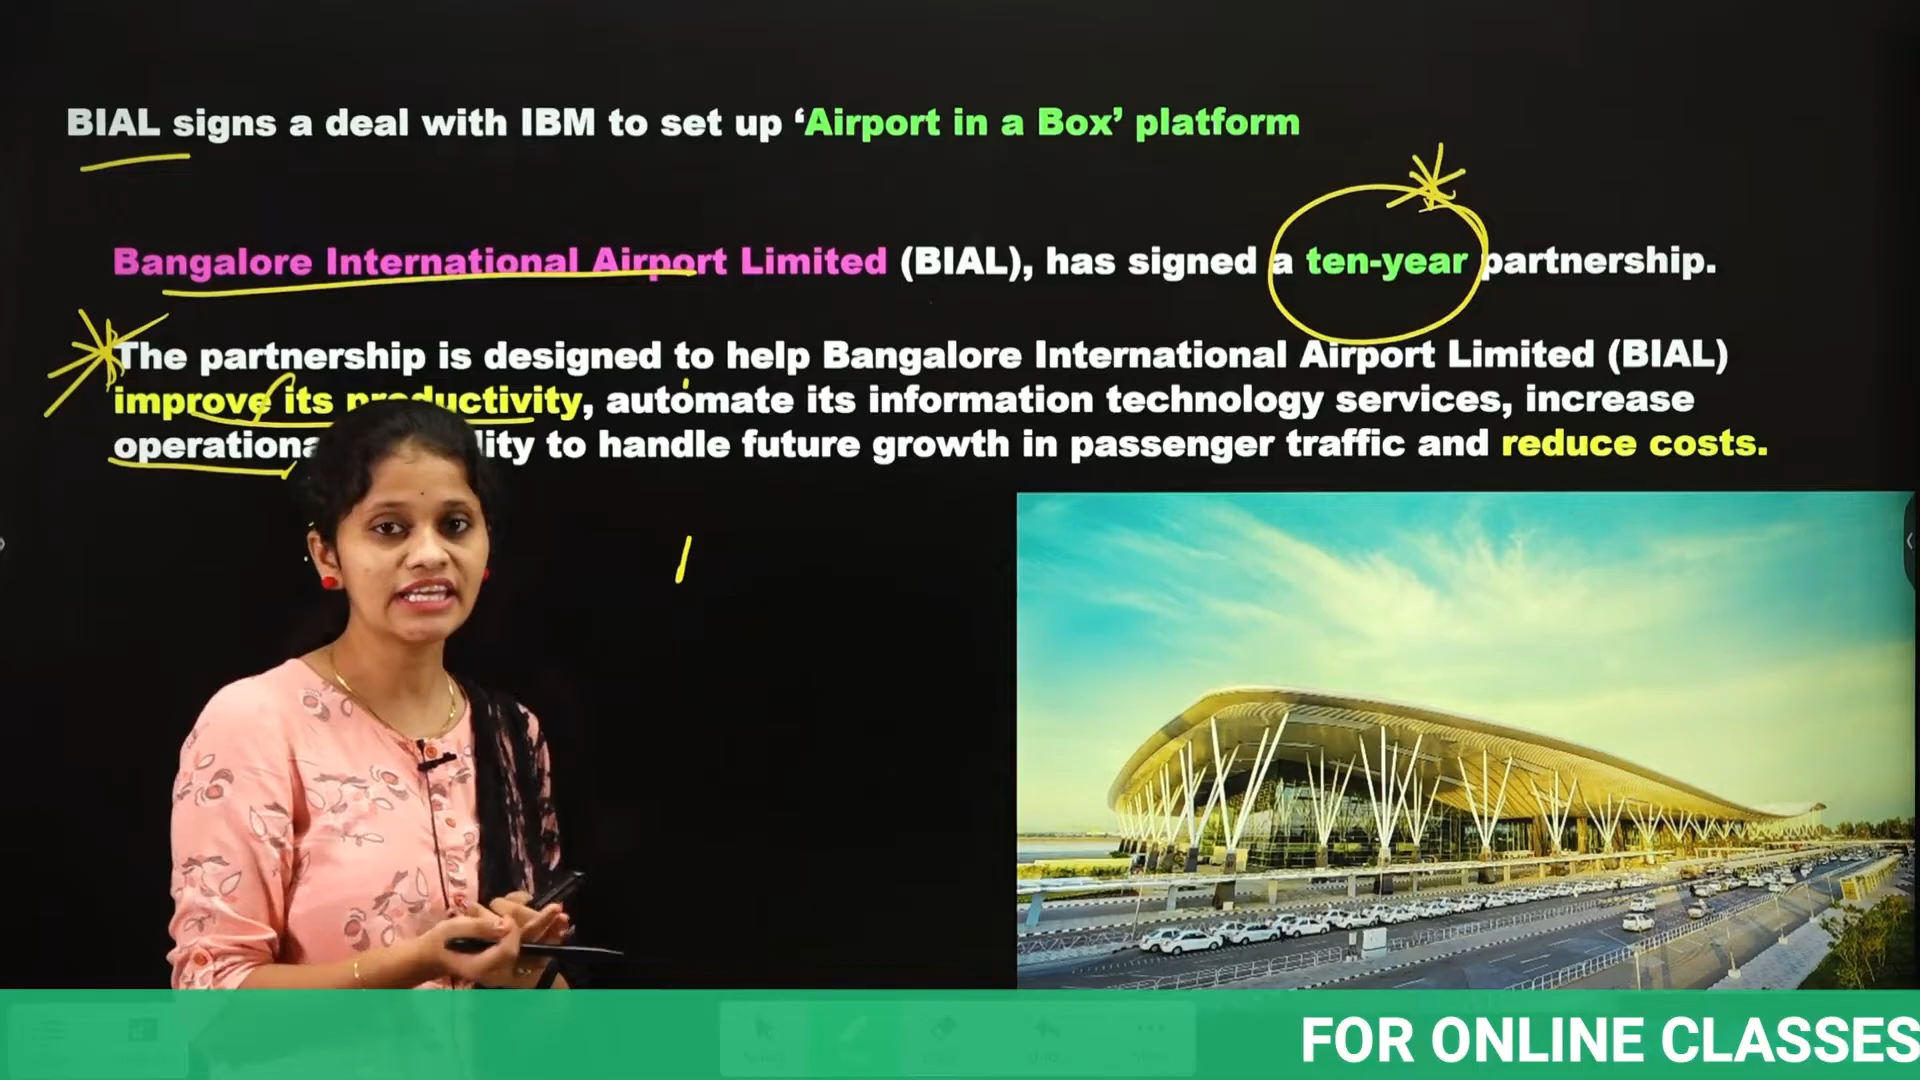 BIAL signs a deal with IBM to set up ‘Airport in a Box’ platform
Bangalore International Airport Limited (BIAL), has signed a ten-year partnership.
The partnership is designed to help Bangalore International Airport Limited (BIAL)
improve its productivity, automate its information technology services, increase
to handle future growth in passenger traffic and reduce costs.
FOR ONLINE CLASSES